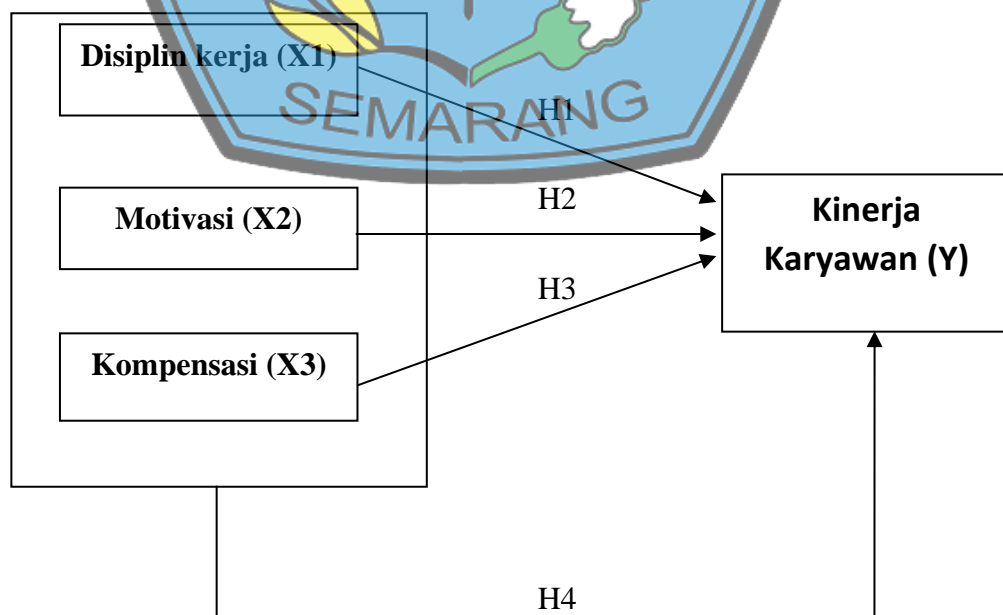 Disiplin kerja (X1)
SEMARANG
H1
Motivasi (X2)
H2
Kinerja
Karyawan (Y)
H3
Kompensasi (X3)
H4